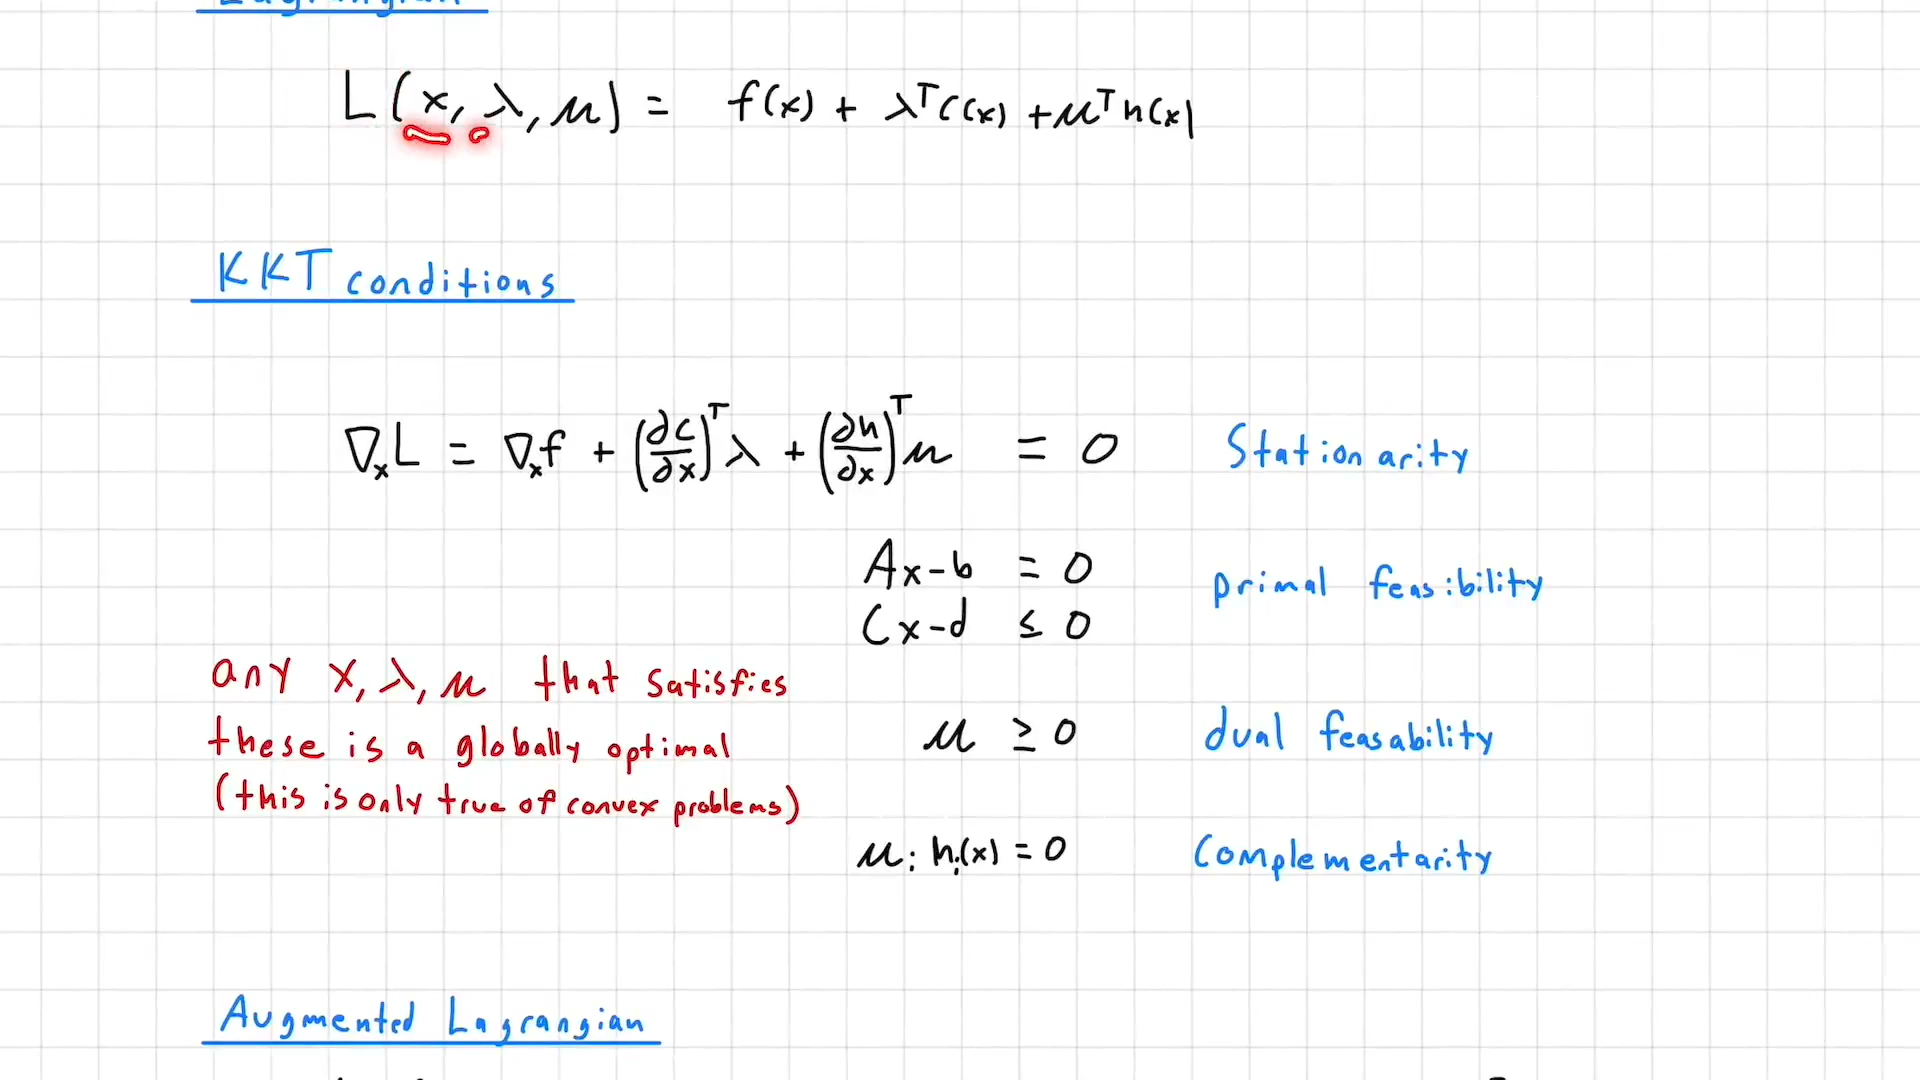 Lagrangian
L(x, λ, μ) = f(x) + λᵀc(x) + μᵀh(x)
KKT conditions
∇ₓL = ∇ₓf + (∂c/∂x)ᵀλ + (∂h/∂x)ᵀμ = 0 Stationarity
Ax-b = 0
Cx-d ≤ 0
primal feasibility
any x, λ, μ that satisfies
these is a globally optimal
(this is only true of convex problems)
μ ≥ 0 dual feasability
μᵢ hᵢ(x) = 0 Complementarity
Augmented Lagrangian